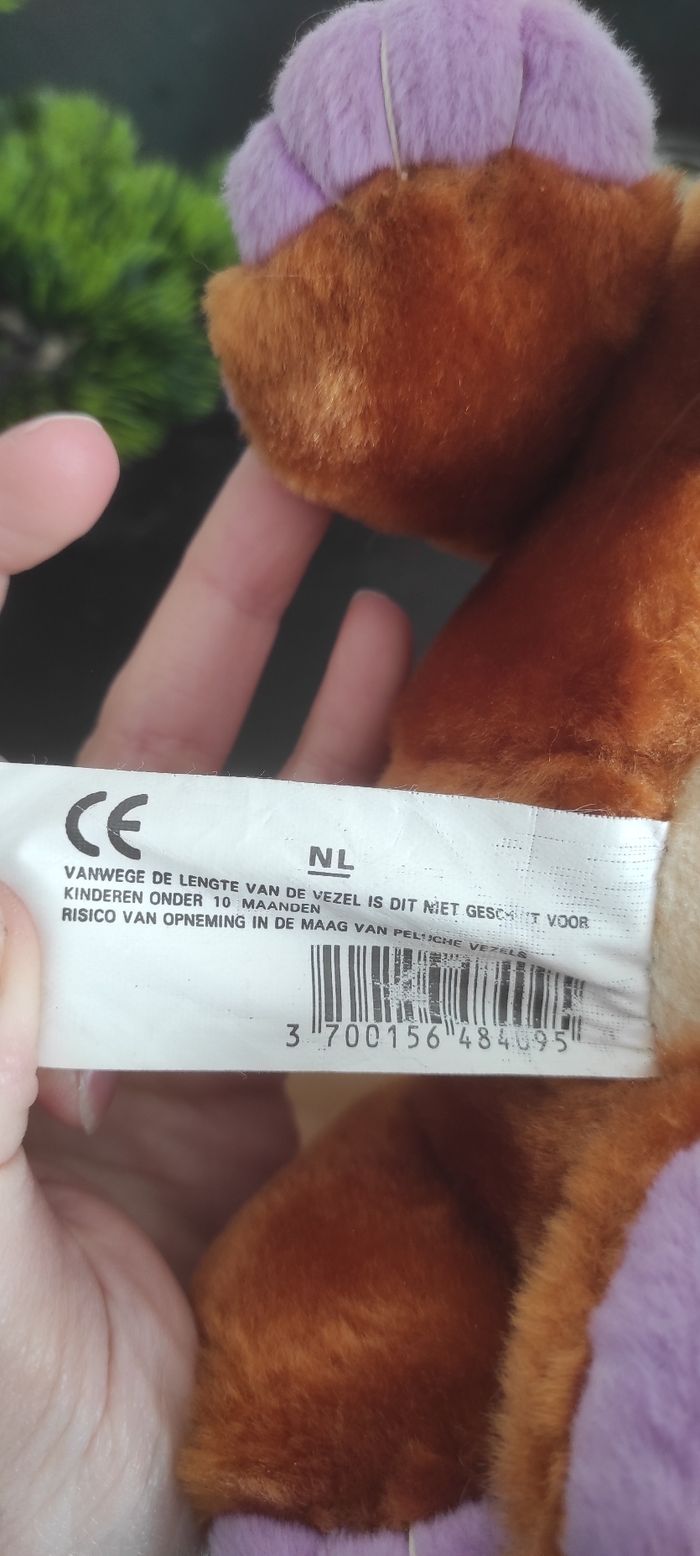 CE
NL
VANWEGE DE LENGTE VAN DE VEZEL IS DIT NIET VOOR
KINDEREN ONDER 10 MAANDEN
RISICO VAN OPNEMING IN DE MAAG VAN PELUCHE VEZELS
3 700156 484095